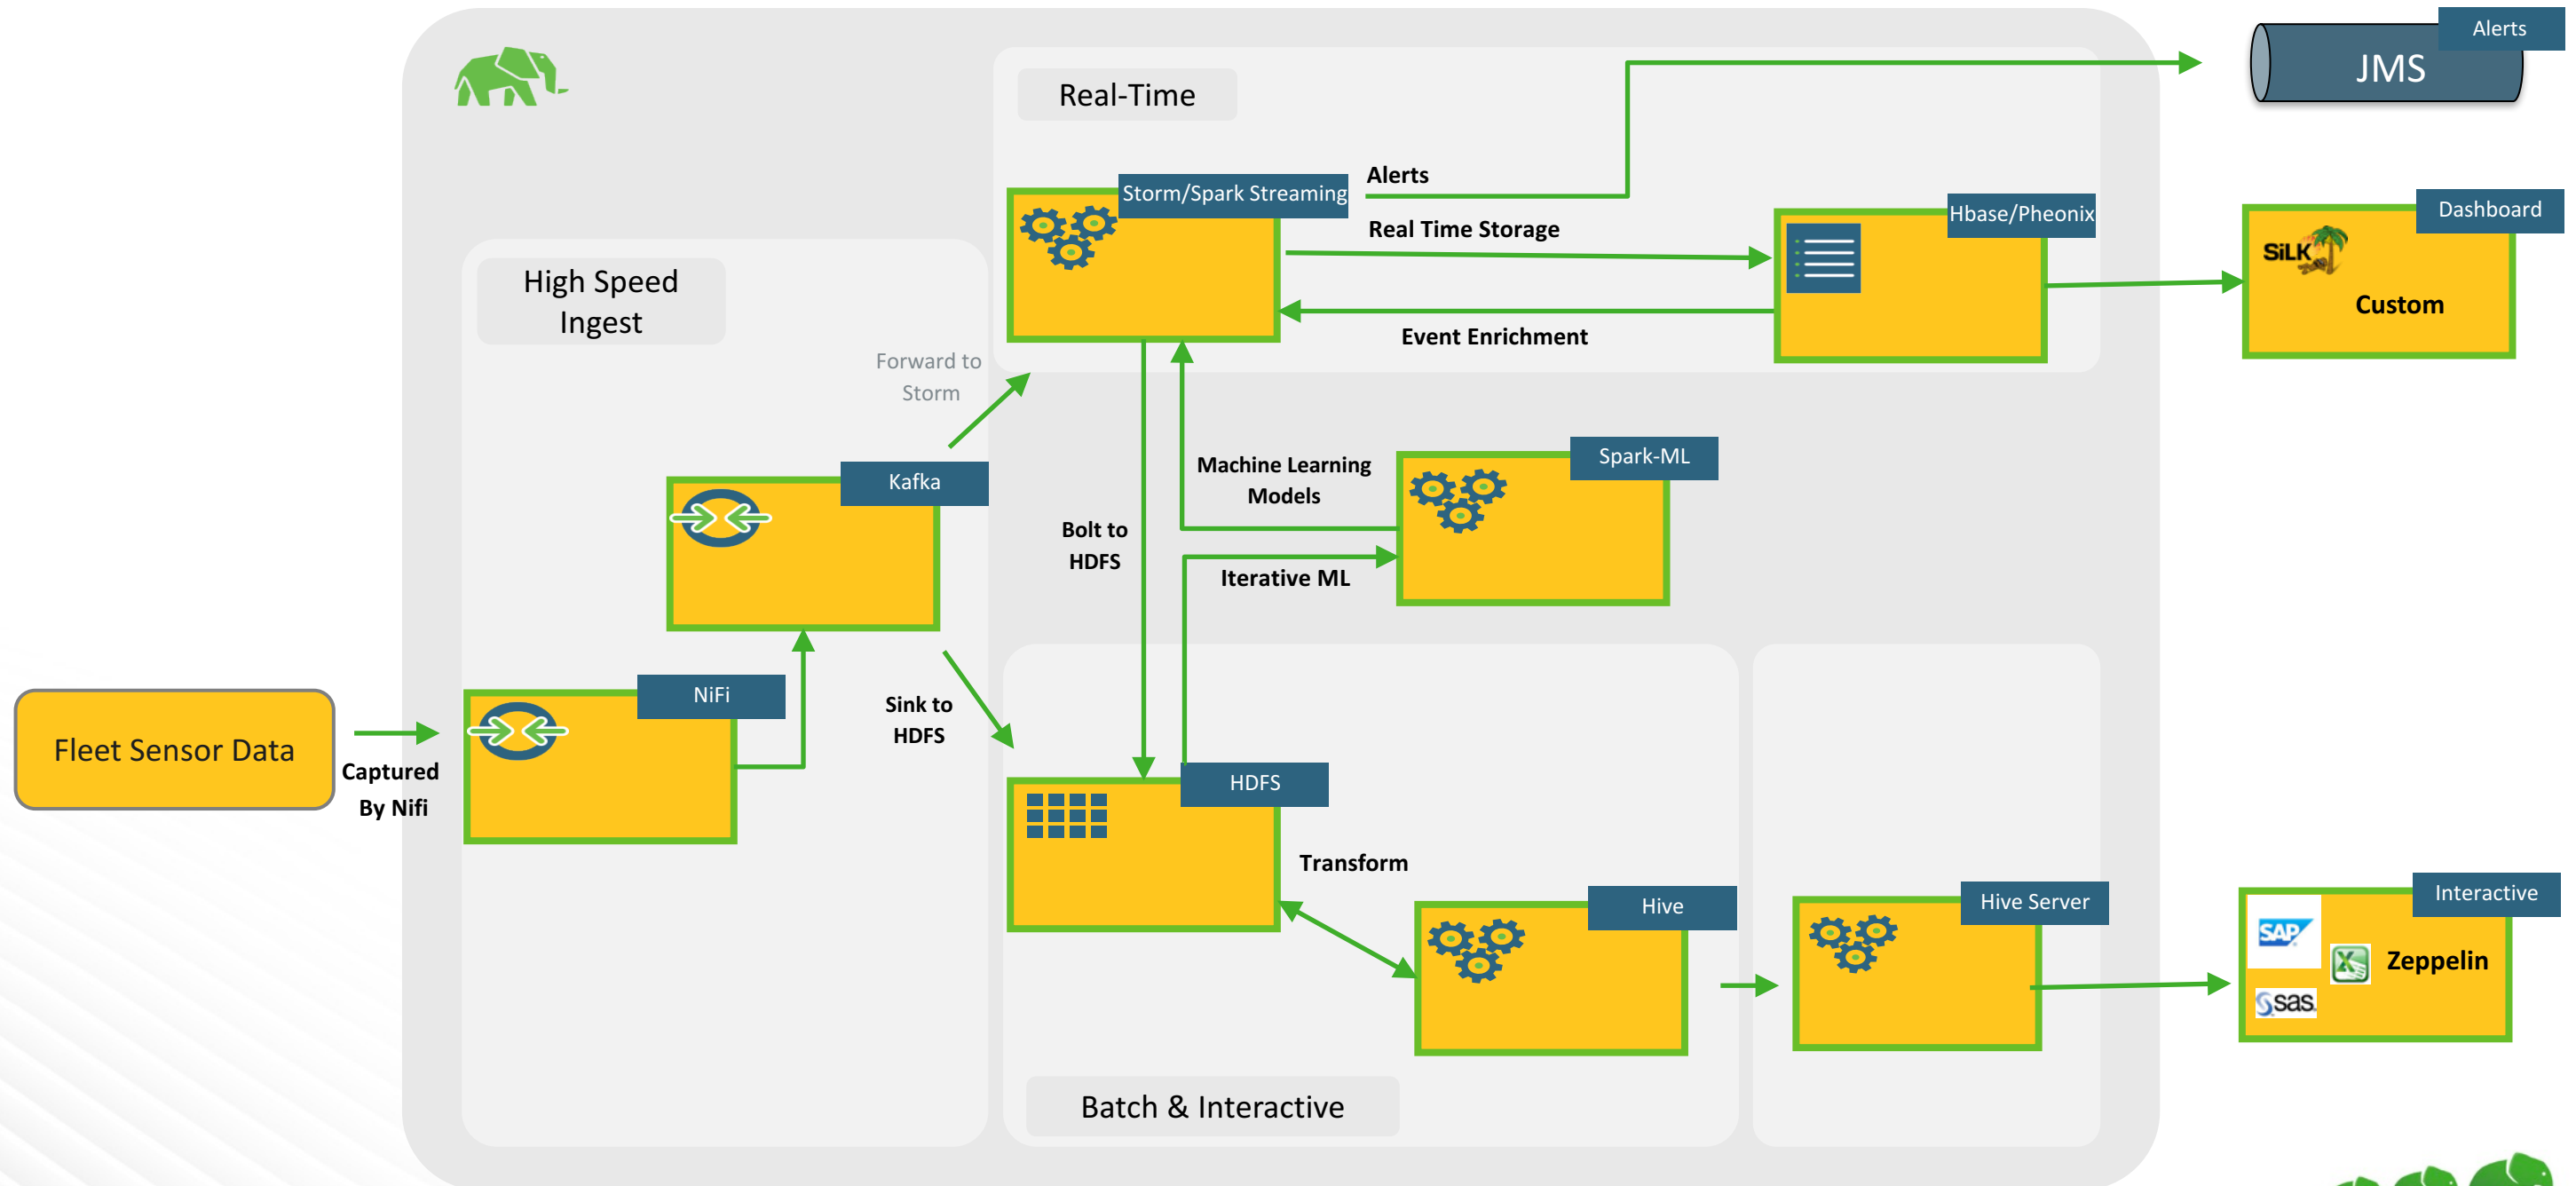 Alerts
JMS
Real-Time
Alerts
Storm/Spark Streaming
Real Time Storage
Hbase/Pheonix
Dashboard
SiLK
Custom
Event Enrichment
High Speed
Ingest
Forward to
Storm
Kafka
Machine Learning
Models
Spark-ML
Bolt to
HDFS
Iterative ML
NiFi
Sink to
HDFS
Fleet Sensor Data
Captured
By Nifi
HDFS
Transform
Hive
Hive Server
Interactive
SAP
Zeppelin
sas
Batch & Interactive